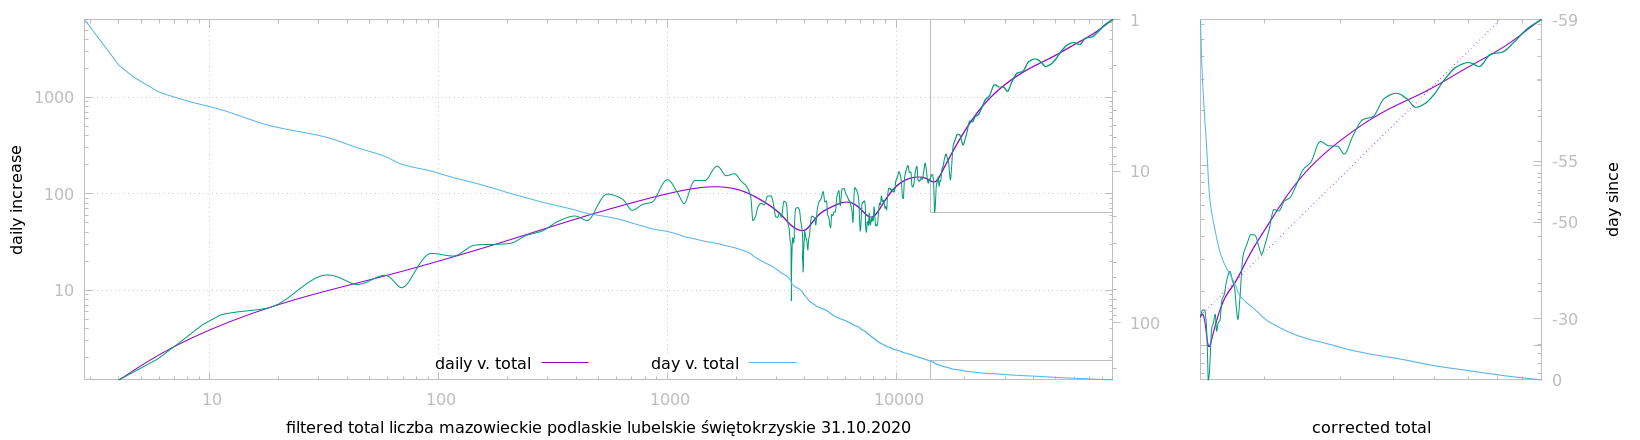 daily increase
1000
100
10
10
100
1000
10000
1
10
100
daily v. total
day v. total
filtered total liczba mazowieckie podlaskie lubelskie świętokrzyskie 31.10.2020
-59
-55
-50
-30
0
day since
corrected total